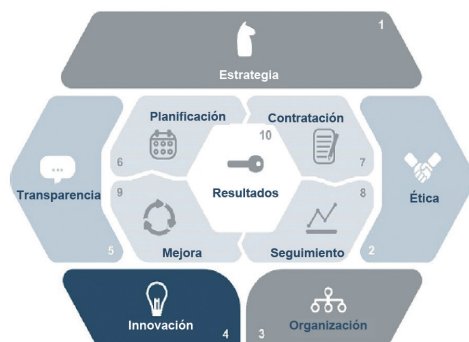 1
Estrategia
Planificación
Contratación
10
6
7
Resultados
Transparencia
Ética
9
8
Mejora
Seguimiento
5
2
Innovación
4
3
Organización